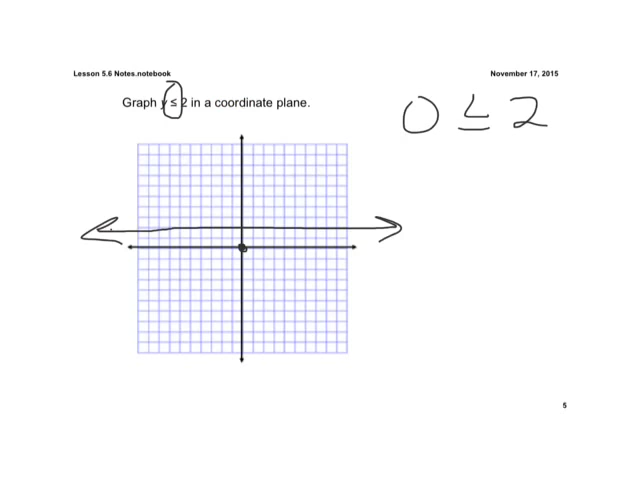 Lesson 5.6 Notes.notebook November 17, 2015
Graph y ≤ 2 in a coordinate plane.
0 ≤ 2
5